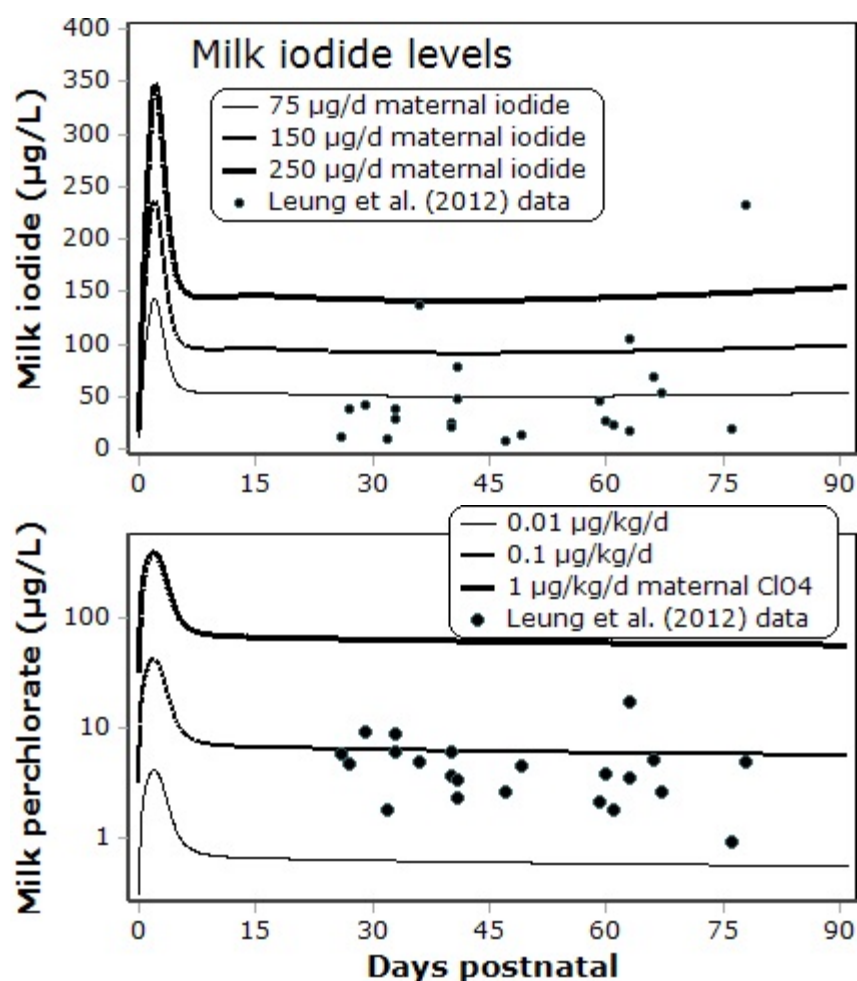 Milk iodide levels
75 µg/d maternal iodide
150 µg/d maternal iodide
250 µg/d maternal iodide
Leung et al. (2012) data
Milk iodide (µg/L)
400
350
300
250
200
150
100
50
0
0 15 30 45 60 75 90
0.01 µg/kg/d
0.1 µg/kg/d
1 µg/kg/d maternal ClO4
Leung et al. (2012) data
Milk perchlorate (µg/L)
100
10
1
0 15 30 45 60 75 90
Days postnatal